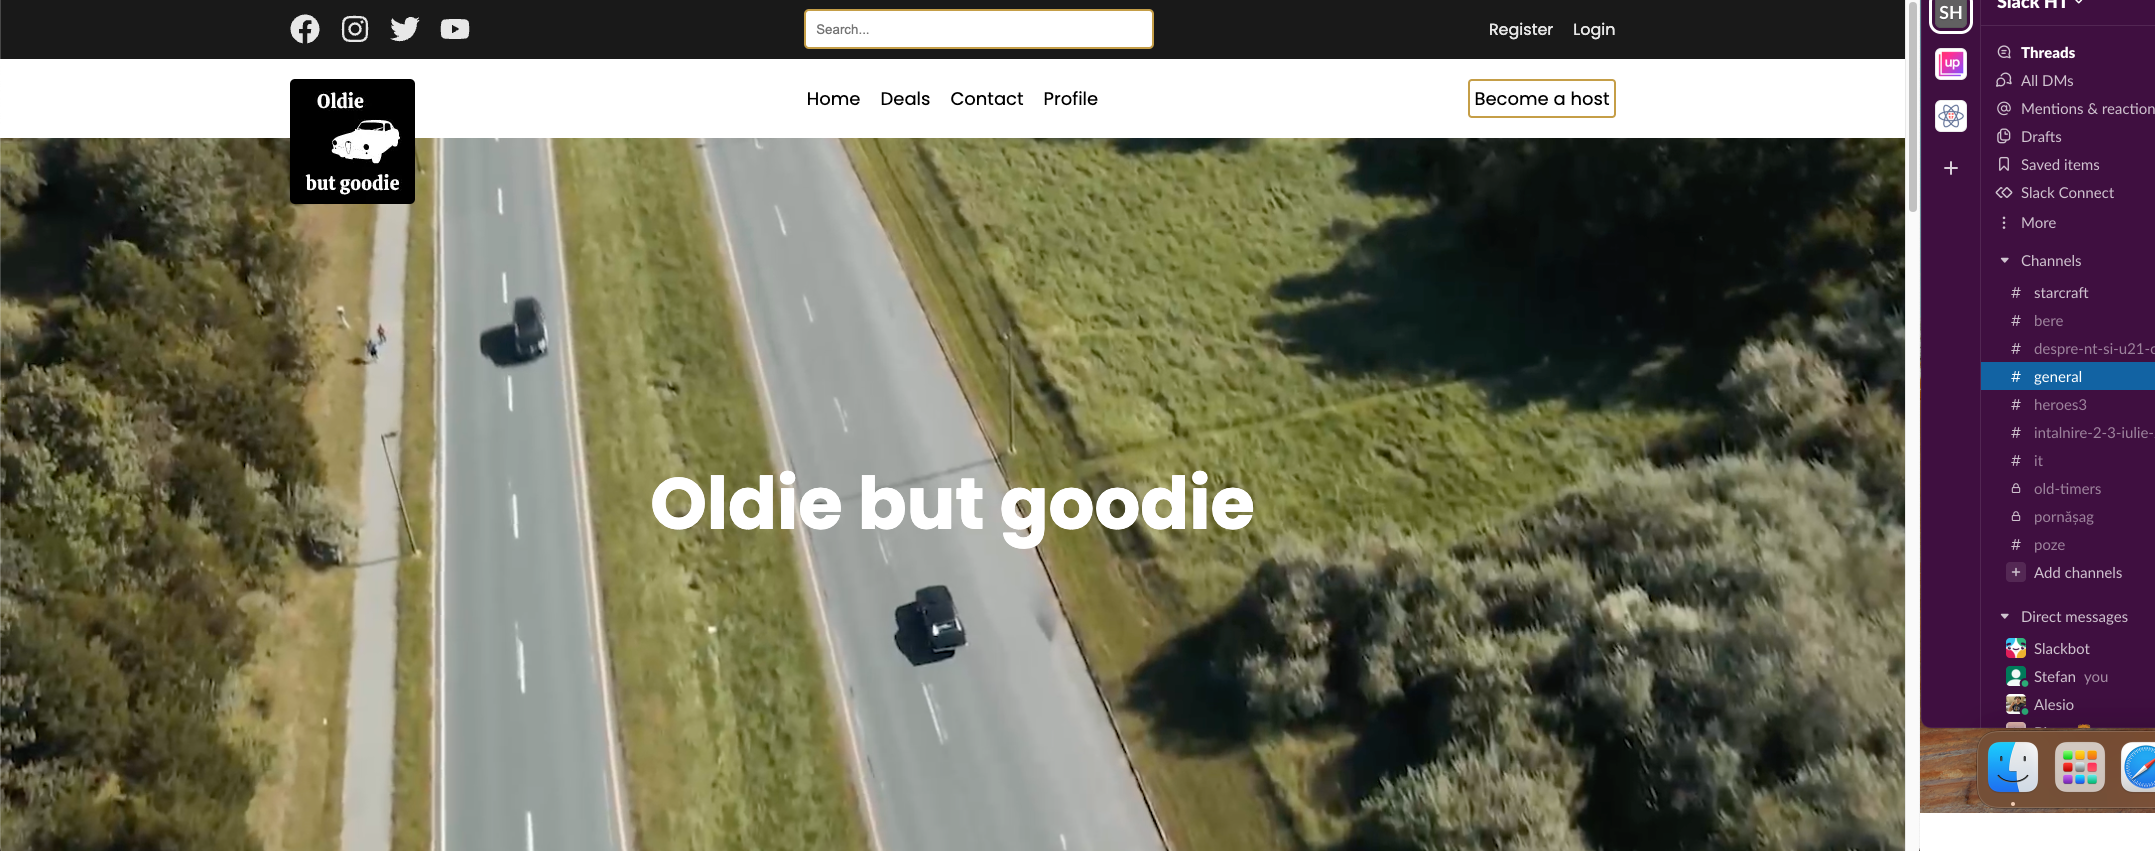 Search...
Register
Login
Oldie
but goodie
Home
Deals
Contact
Profile
Become a host
Oldie but goodie
SH
Slack HT
up
Threads
All DMs
Mentions & reaction
Drafts
Saved items
Slack Connect
More
Channels
# starcraft
# bere
# despre-nt-si-u21-c
# general
# heroes3
# intalnire-2-3-iulie-
# it
old-timers
pornășag
# poze
+ Add channels
Direct messages
Slackbot
Stefan you
Alesio